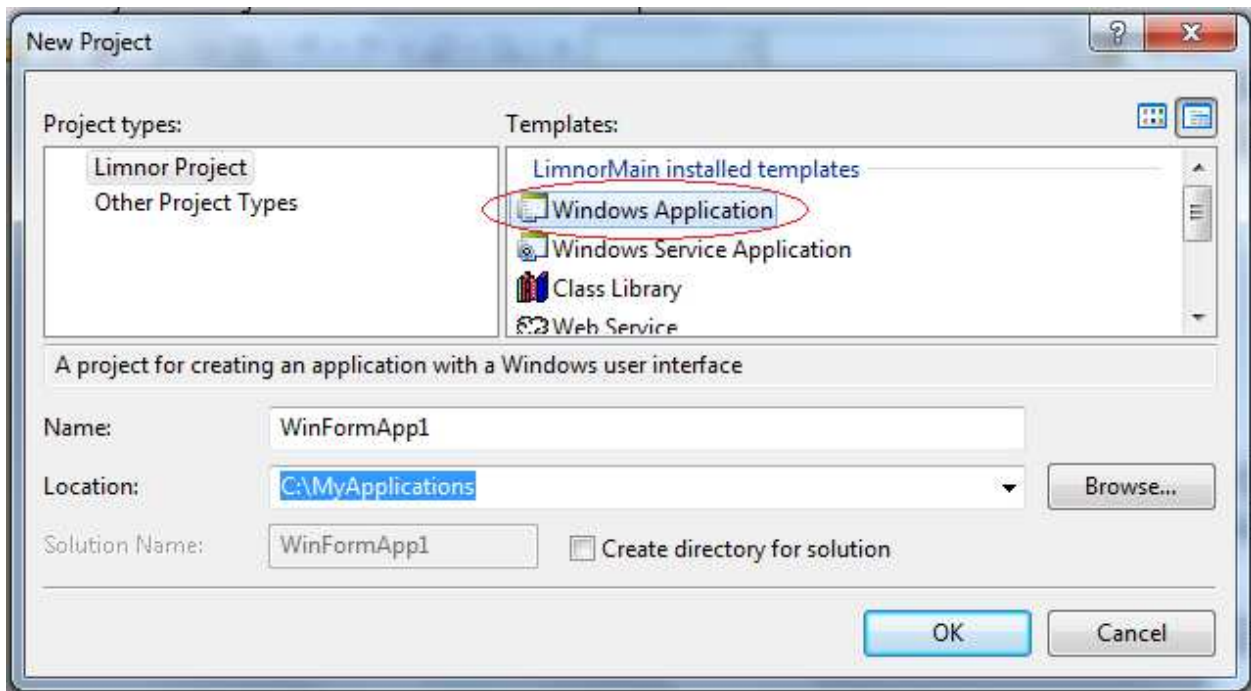 New Project
Project types:
Templates:
Limnor Project
Other Project Types
LimnorMain installed templates
Windows Application
Windows Service Application
Class Library
Web Service
A project for creating an application with a Windows user interface
Name: WinFormApp1
Location: C:\MyApplications Browse...
Solution Name: WinFormApp1 Create directory for solution
OK Cancel